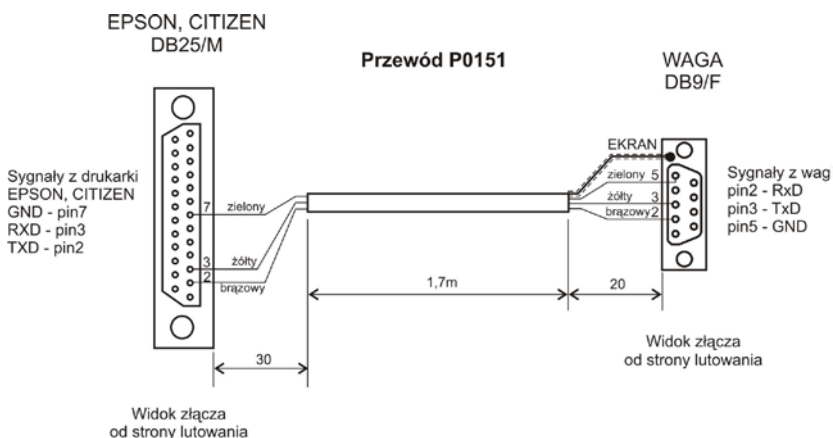 EPSON, CITIZEN
DB25/M
Przewód P0151
WAGA
DB9/F
Sygnały z drukarki
EPSON, CITIZEN
GND - pin7
RXD - pin3
TXD - pin2
7
zielony
3
żółty
2
brązowy
EKRAN
zielony 5
żółty 3
brązowy 2
Sygnały z wag
pin2 - RxD
pin3 - TxD
pin5 - GND
1,7m
20
30
Widok złącza
od strony lutowania
Widok złącza
od strony lutowania